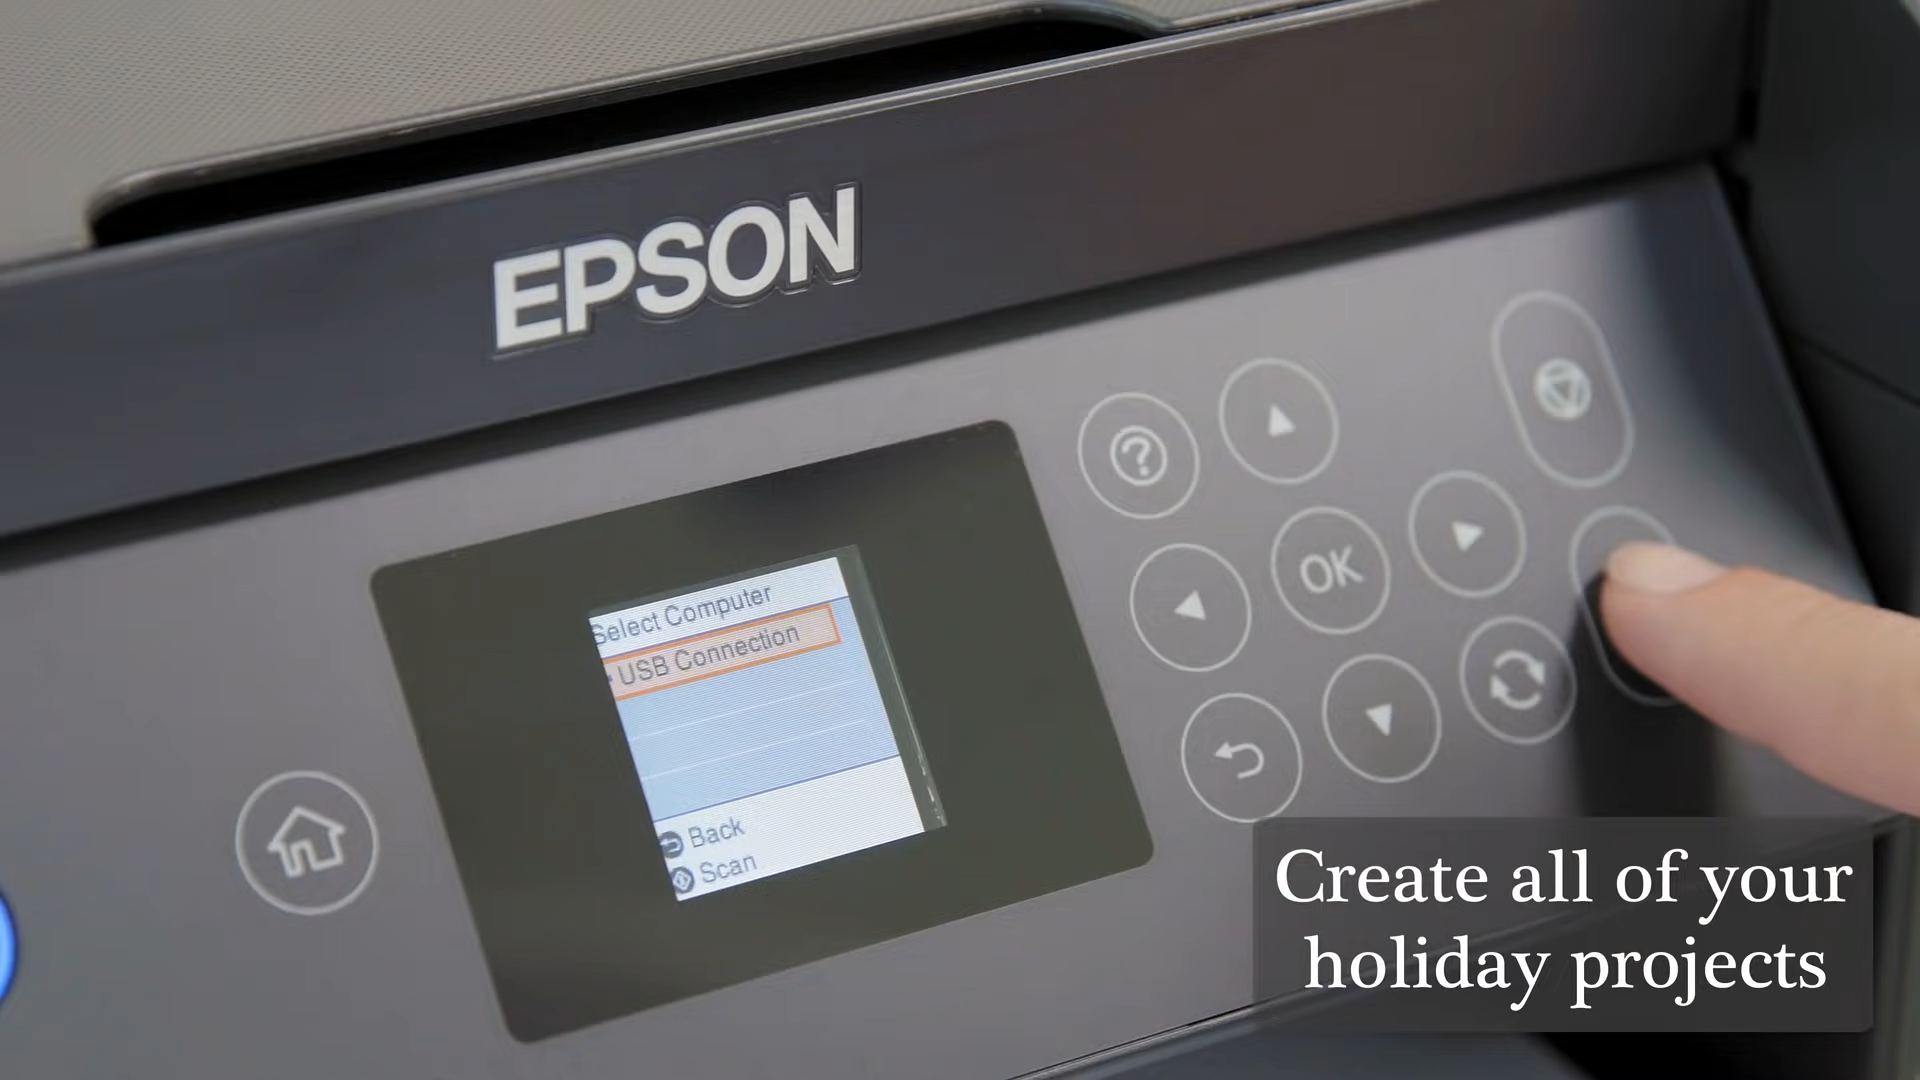 EPSON
Select Computer
USB Connection
Back
Scan
OK
Create all of your
holiday projects